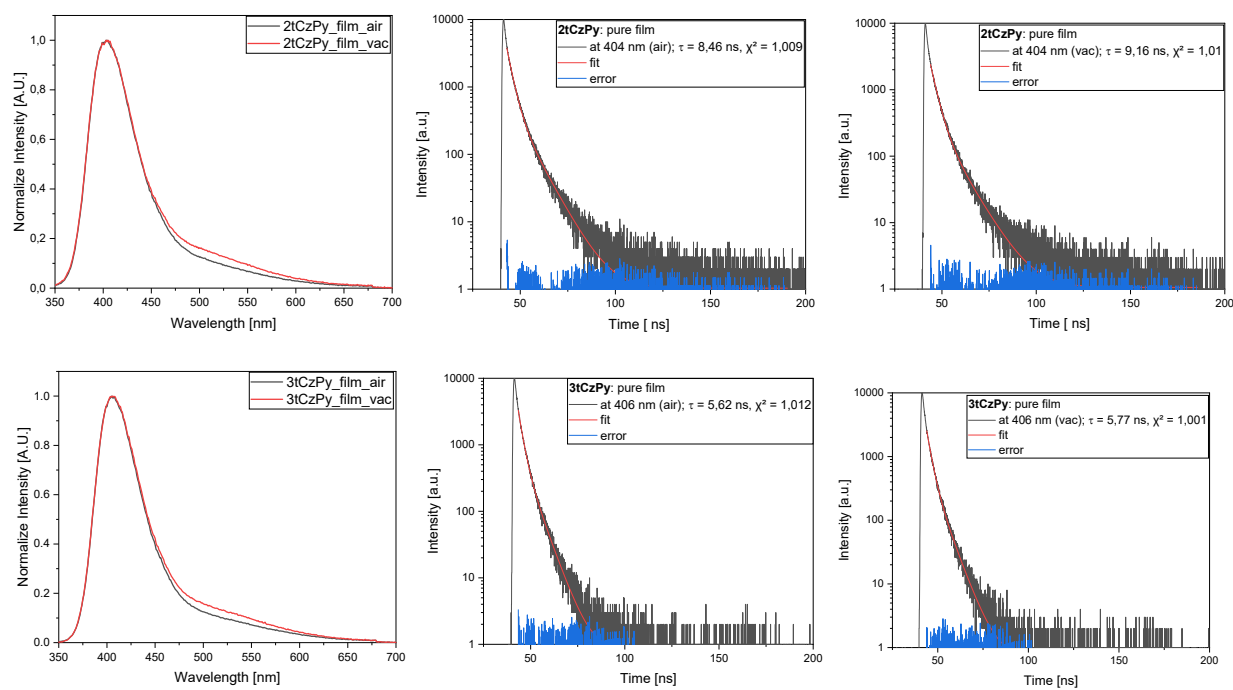 2tCzPy_film_air
2tCzPy_film_vac
1,0
0,8
0,6
0,4
0,2
0,0
Normalize Intensity [A.U.]
350 400 450 500 550 600 650 700
Wavelength [nm]
2tCzPy: pure film
at 404 nm (air); τ = 8,46 ns, χ² = 1,009
fit
error
10000
1000
100
10
1
Intensity [a.u.]
50 100 150 200
Time [ ns]
2tCzPy: pure film
at 404 nm (vac); τ = 9,16 ns, χ² = 1,01
fit
error
10000
1000
100
10
1
Intensity [a.u.]
50 100 150 200
Time [ ns]
3tCzPy_film_air
3tCzPy_film_vac
1,0
0,8
0,6
0,4
0,2
0,0
Normalize Intensity [A.U.]
350 400 450 500 550 600 650 700
Wavelength [nm]
3tCzPy: pure film
at 406 nm (air); τ = 5,62 ns, χ² = 1,012
fit
error
10000
1000
100
10
1
Intensity [a.u.]
50 100 150 200
Time [ns]
3tCzPy: pure film
at 406 nm (vac); τ = 5,77 ns, χ² = 1,001
fit
error
10000
1000
100
10
1
Intensity [a.u.]
50 100 150 200
Time [ns]